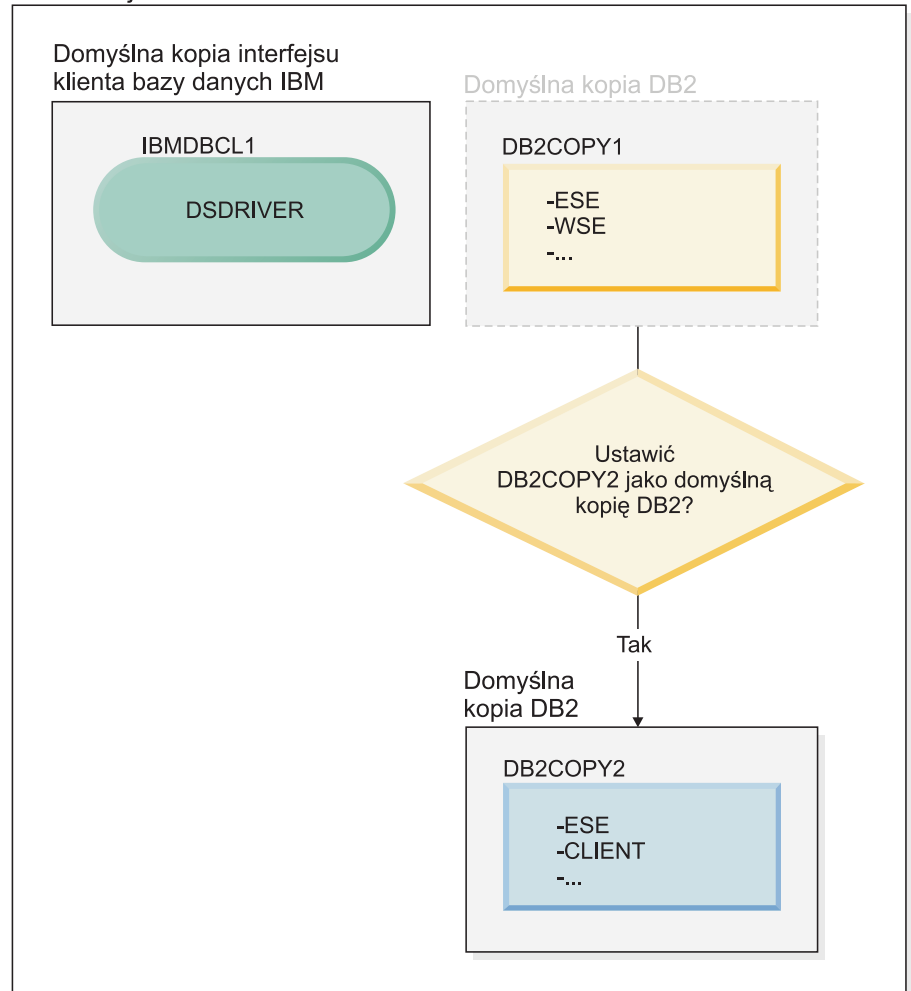 Domyślna kopia interfejsu
klienta bazy danych IBM
IBMDBCL1
DSDRIVER
Domyślna kopia DB2
DB2COPY1
-ESE
-WSE
-...
Ustawić
DB2COPY2 jako domyślną
kopię DB2?
Tak
Domyślna
kopia DB2
DB2COPY2
-ESE
-CLIENT
-...